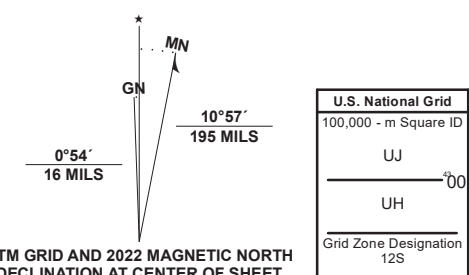 ★
MN
GN
10°57´
195 MILS
0°54´
16 MILS
TM GRID AND 2022 MAGNETIC NORTH
DECLINATION AT CENTER OF SHEET
U.S. National Grid
100,000 - m Square ID
UJ
4300
UH
Grid Zone Designation
12S